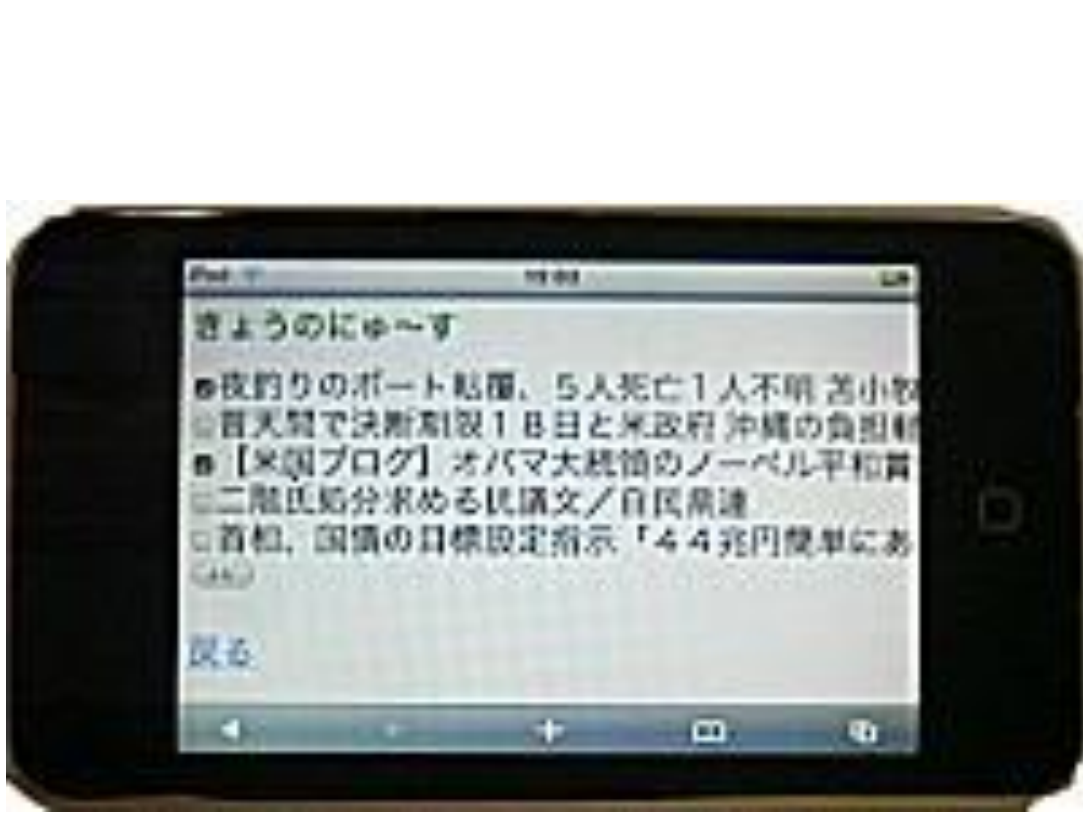 iPod
きょうのにゅ〜す
夜釣りのボート転覆、5人死亡1人不明 苫小牧
普天間で決断期限18日と米政府 沖縄の負担軽
【米国ブログ】オバマ大統領のノーベル平和賞
二階氏処分求める決議文／自民県連
首相、国債の目標設定指示「44兆円簡単にあ
戻る